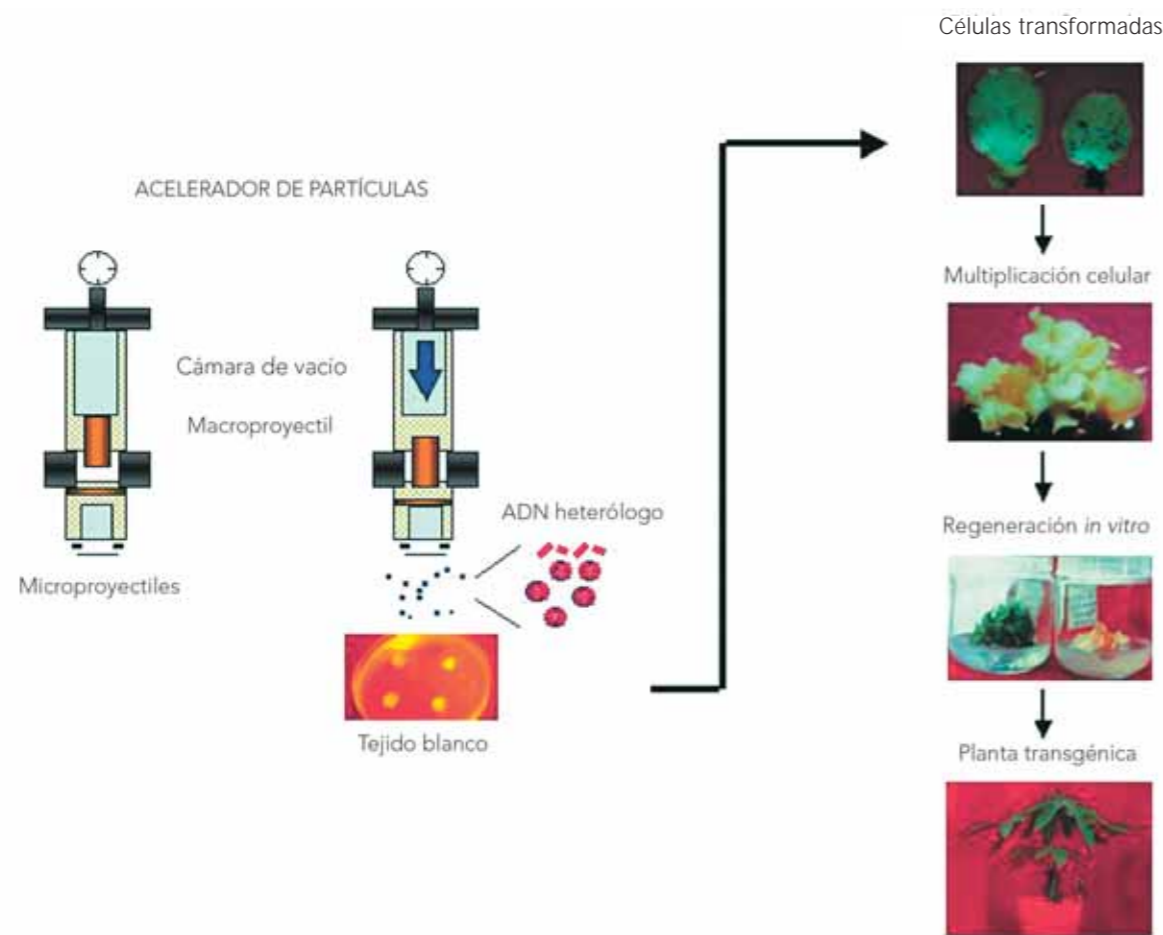 Células transformadas
ACELERADOR DE PARTÍCULAS
Cámara de vacío
Macroproyectil
Microproyectiles
ADN heterólogo
Tejido blanco
Multiplicación celular
Regeneración in vitro
Planta transgénica